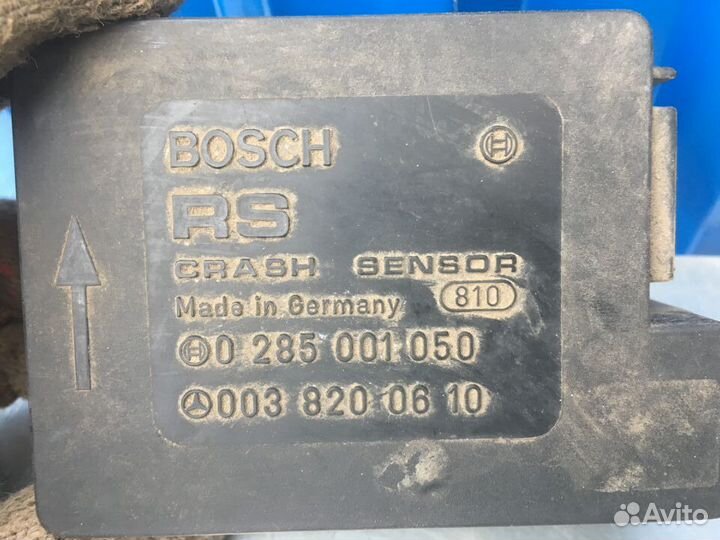 BOSCH
RS
CRASH SENSOR
Made in Germany 810
0 285 001 050
003 820 06 10
Avito